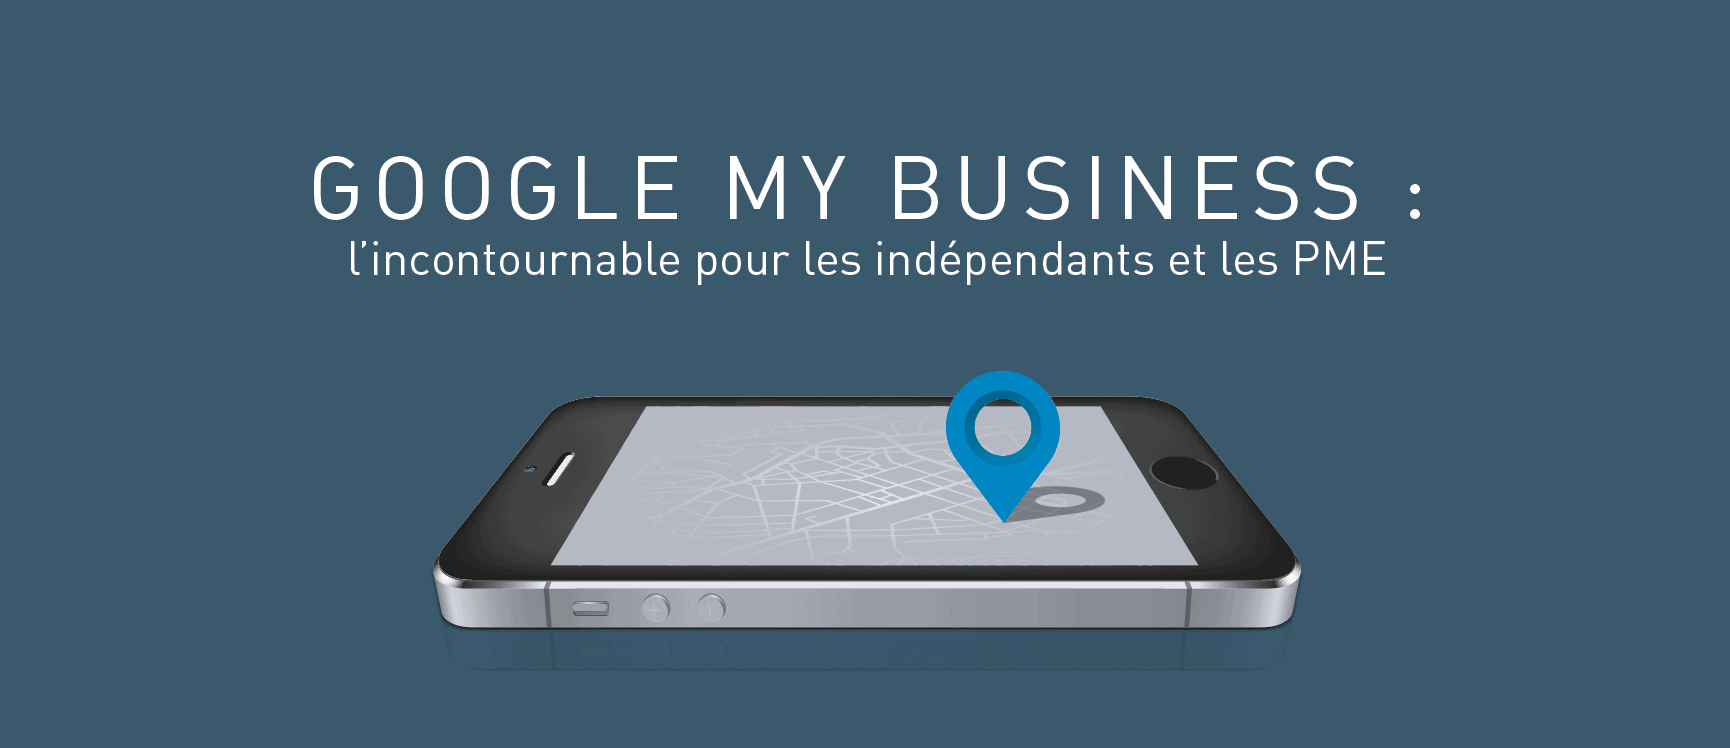 GOOGLE MY BUSINESS :
l'incontournable pour les indépendants et les PME